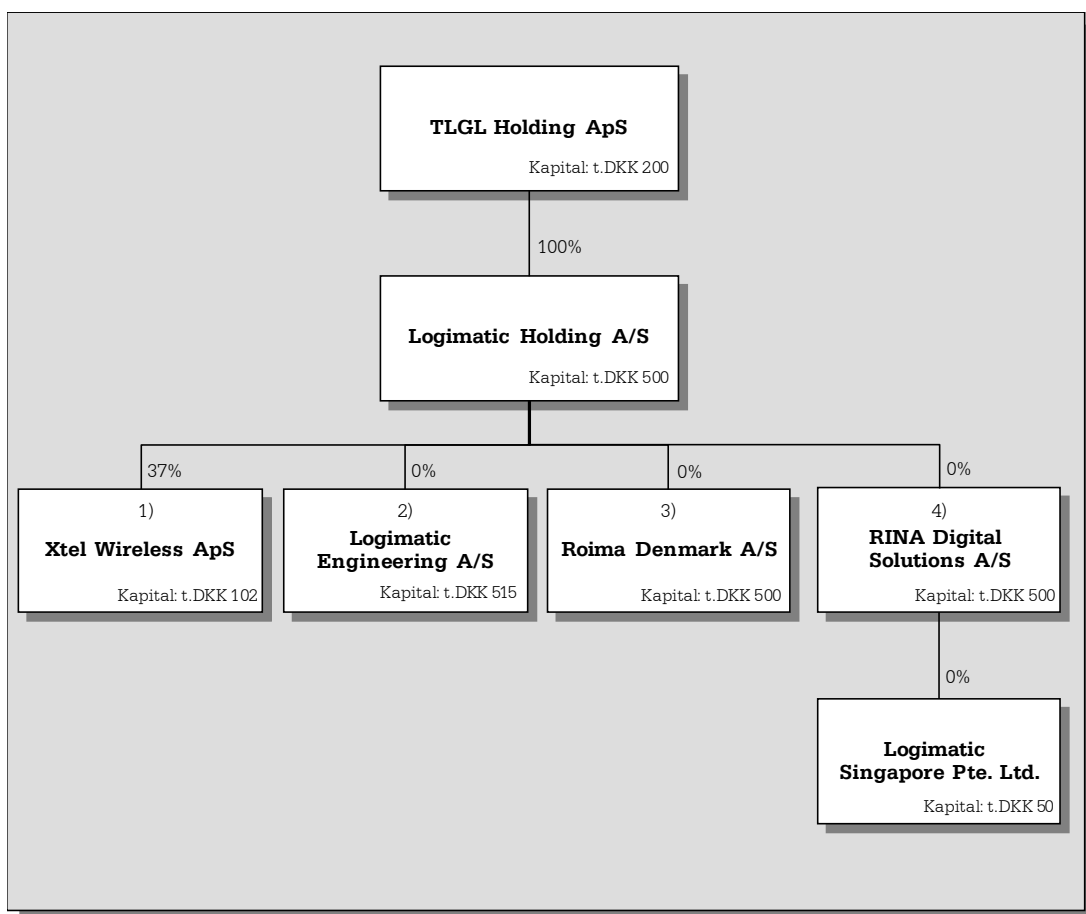 TLGL Holding ApS
Kapital: t.DKK 200
100%
Logimatic Holding A/S
Kapital: t.DKK 500
37%
0%
0%
0%
1)
Xtel Wireless ApS
Kapital: t.DKK 102
2)
Logimatic
Engineering A/S
Kapital: t.DKK 515
3)
Roima Denmark A/S
Kapital: t.DKK 500
4)
RINA Digital
Solutions A/S
Kapital: t.DKK 500
0%
Logimatic
Singapore Pte. Ltd.
Kapital: t.DKK 50